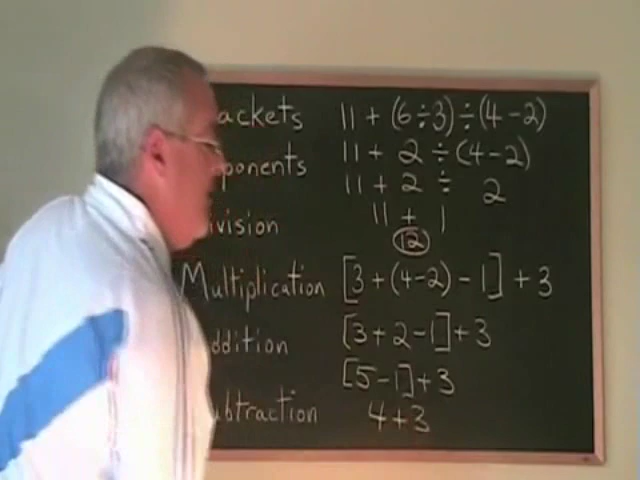 ackets 11 + (6 ÷ 3) ÷ (4 - 2)
ponents 11 + 2 ÷ (4 - 2)
11 + 2 ÷ 2
ivision 11 + 1
12
Multiplication [3 + (4-2) - 1] + 3
ddition [3+2-1]+3
[5-1]+3
ubtraction 4+3